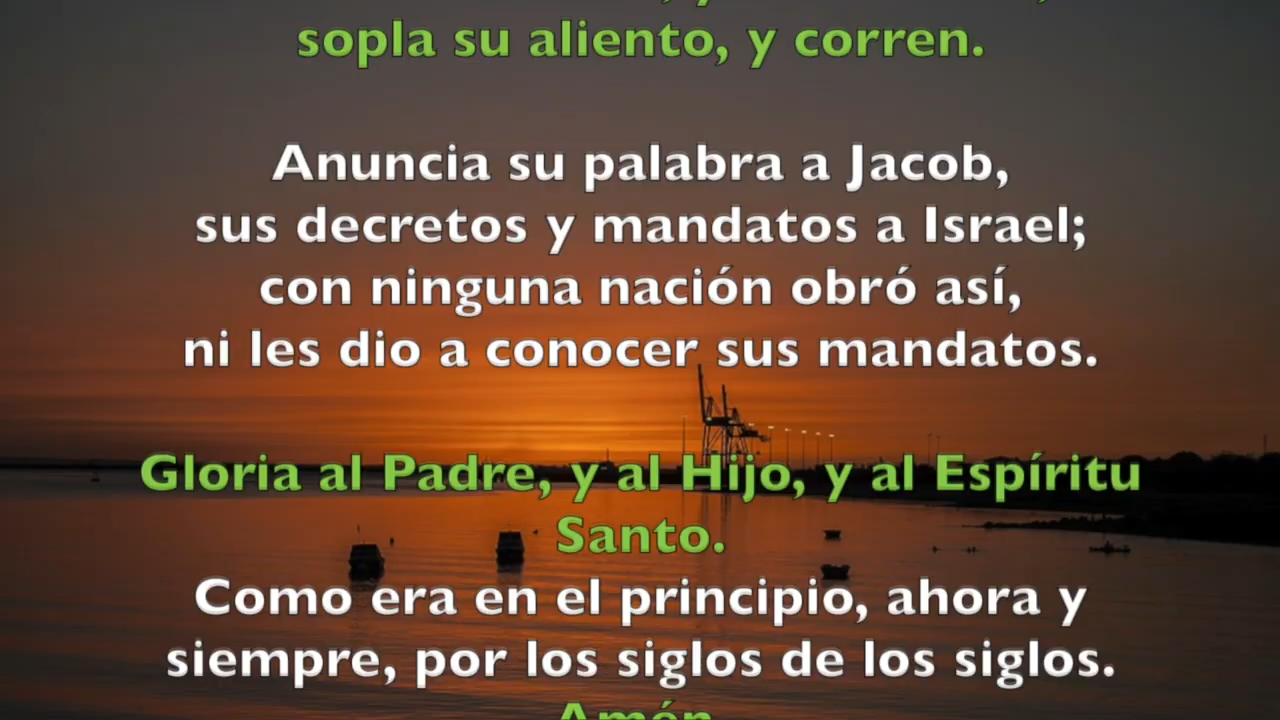 sopla su aliento, y corren.
Anuncia su palabra a Jacob,
sus decretos y mandatos a Israel;
con ninguna nación obró así,
ni les dio a conocer sus mandatos.
Gloria al Padre, y al Hijo, y al Espíritu
Santo.
Como era en el principio, ahora y
siempre, por los siglos de los siglos.
Amén